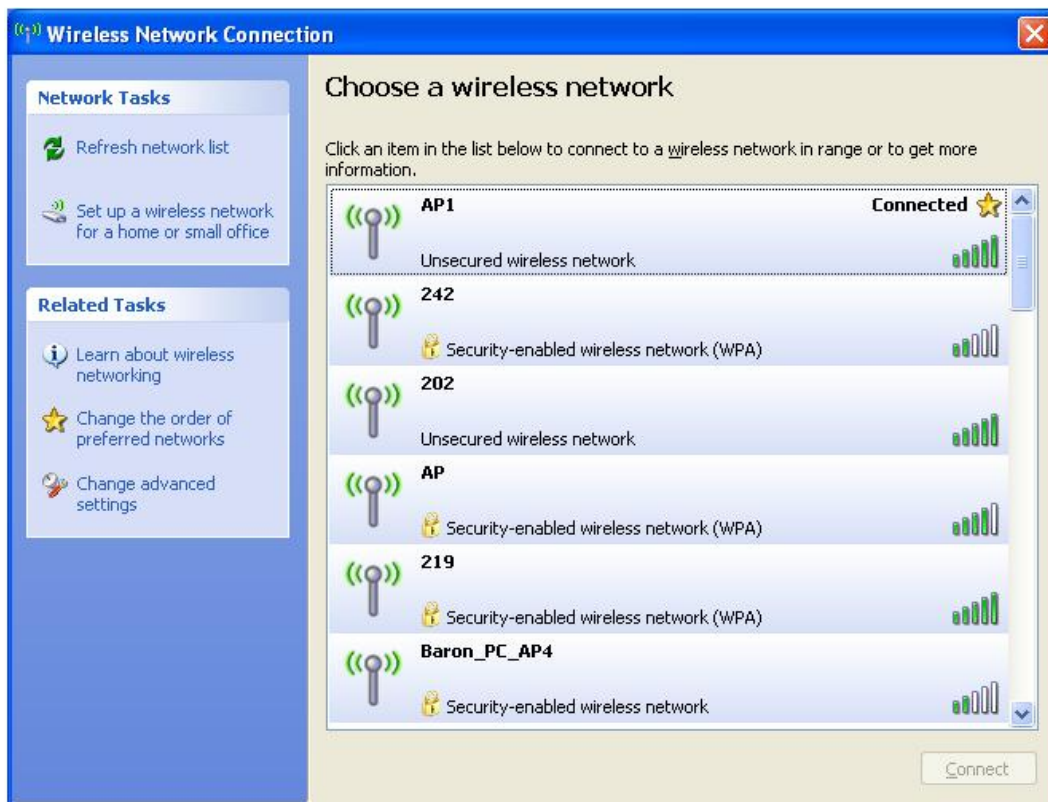 Wireless Network Connection
Network Tasks
Refresh network list
Set up a wireless network
for a home or small office
Related Tasks
Learn about wireless
networking
Change the order of
preferred networks
Change advanced
settings
Choose a wireless network
Click an item in the list below to connect to a wireless network in range or to get more
information.
AP1 Connected
Unsecured wireless network
242
Security-enabled wireless network (WPA)
202
Unsecured wireless network
AP
Security-enabled wireless network (WPA)
219
Security-enabled wireless network (WPA)
Baron_PC_AP4
Security-enabled wireless network
Connect